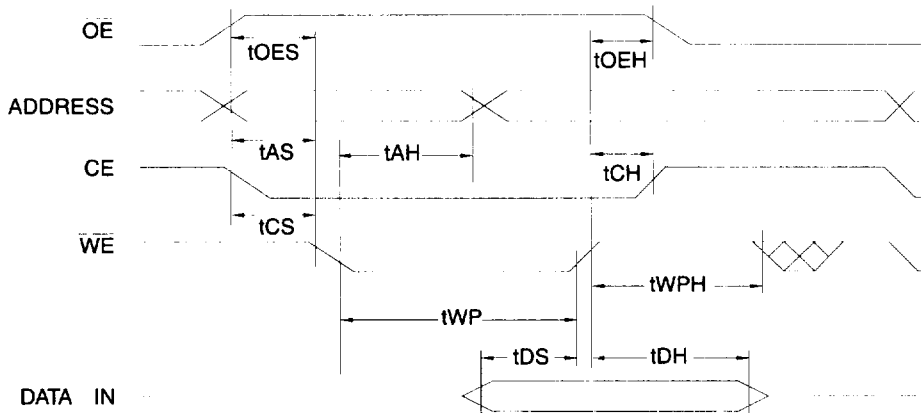 OE
tOES
tOEH
ADDRESS
tAS
tAH
tCH
CE
tCS
WE
tWPH
tWP
tDS
tDH
DATA IN